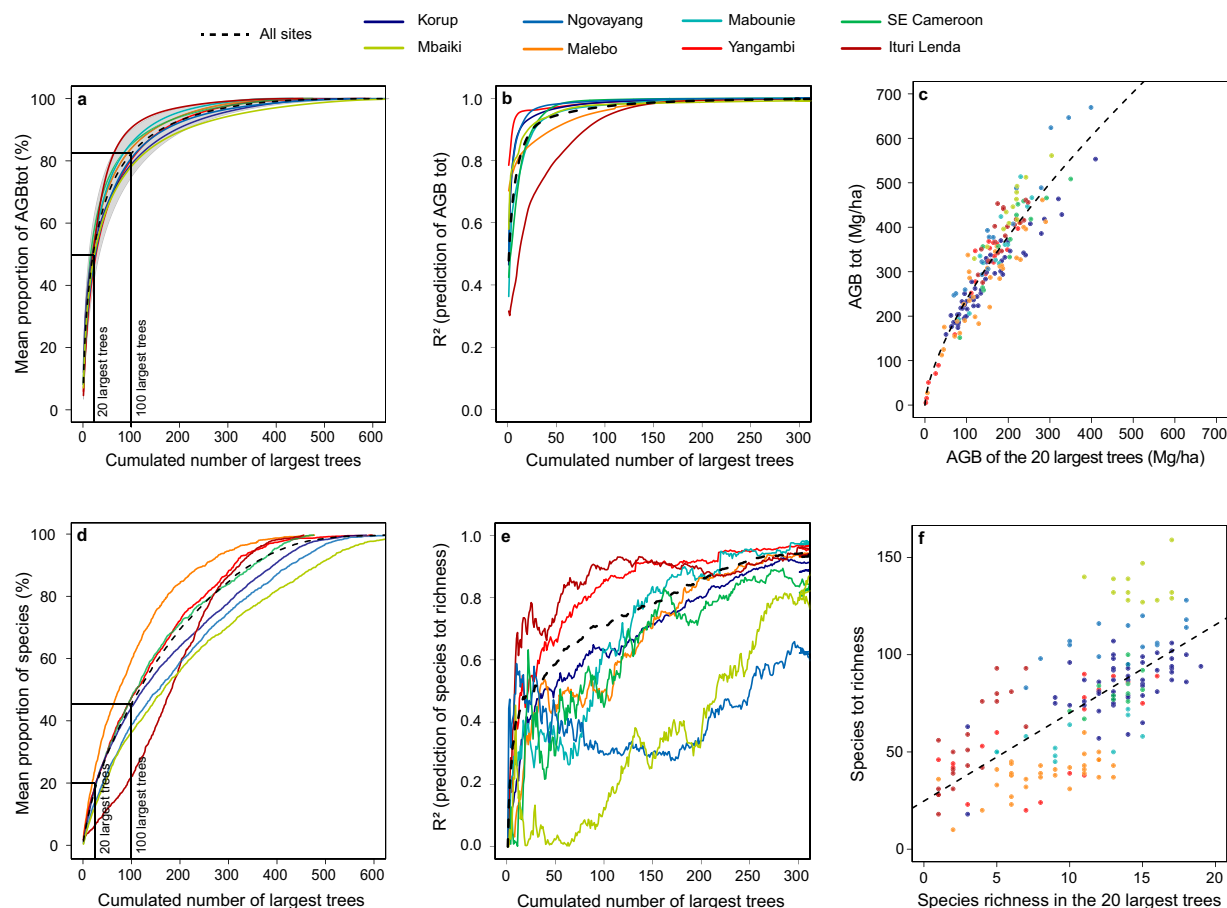 All sites
Korup
Ngovayang
Mabounie
SE Cameroon
Mbaiki
Malebo
Yangambi
Ituri Lenda
a
Mean proportion of AGBtot (%)
100
80
60
40
20
0
20 largest trees
100 largest trees
0 100 200 300 400 500 600
Cumulated number of largest trees
b
R² (prediction of AGB tot)
1.0
0.8
0.6
0.4
0.2
0.0
0 50 100 150 200 250 300
Cumulated number of largest trees
c
AGB tot (Mg/ha)
700
600
500
400
300
200
100
0
0 100 200 300 400 500 600 700
AGB of the 20 largest trees (Mg/ha)
d
Mean proportion of species (%)
100
80
60
40
20
0
20 largest trees
100 largest trees
0 100 200 300 400 500 600
Cumulated number of largest trees
e
R² (prediction of species tot richness)
1.0
0.8
0.6
0.4
0.2
0.0
0 50 100 150 200 250 300
Cumulated number of largest trees
f
Species tot richness
150
100
50
0
0 5 10 15 20
Species richness in the 20 largest trees